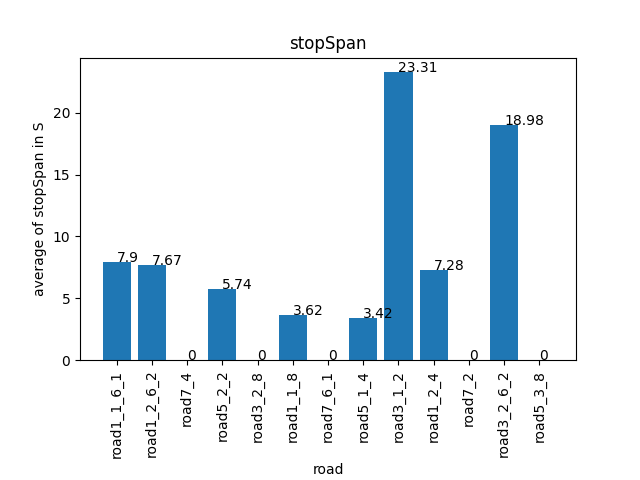 stopSpan
average of stopSpan in S
20
15
10
5
0
7.9
7.67
0
5.74
0
3.62
0
3.42
23.31
7.28
0
18.98
0
road1_1_6_1
road1_2_6_2
road7_4
road5_2_2
road3_2_8
road1_1_8
road7_6_1
road5_1_4
road3_1_2
road1_2_4
road7_2
road3_2_6_2
road5_3_8
road